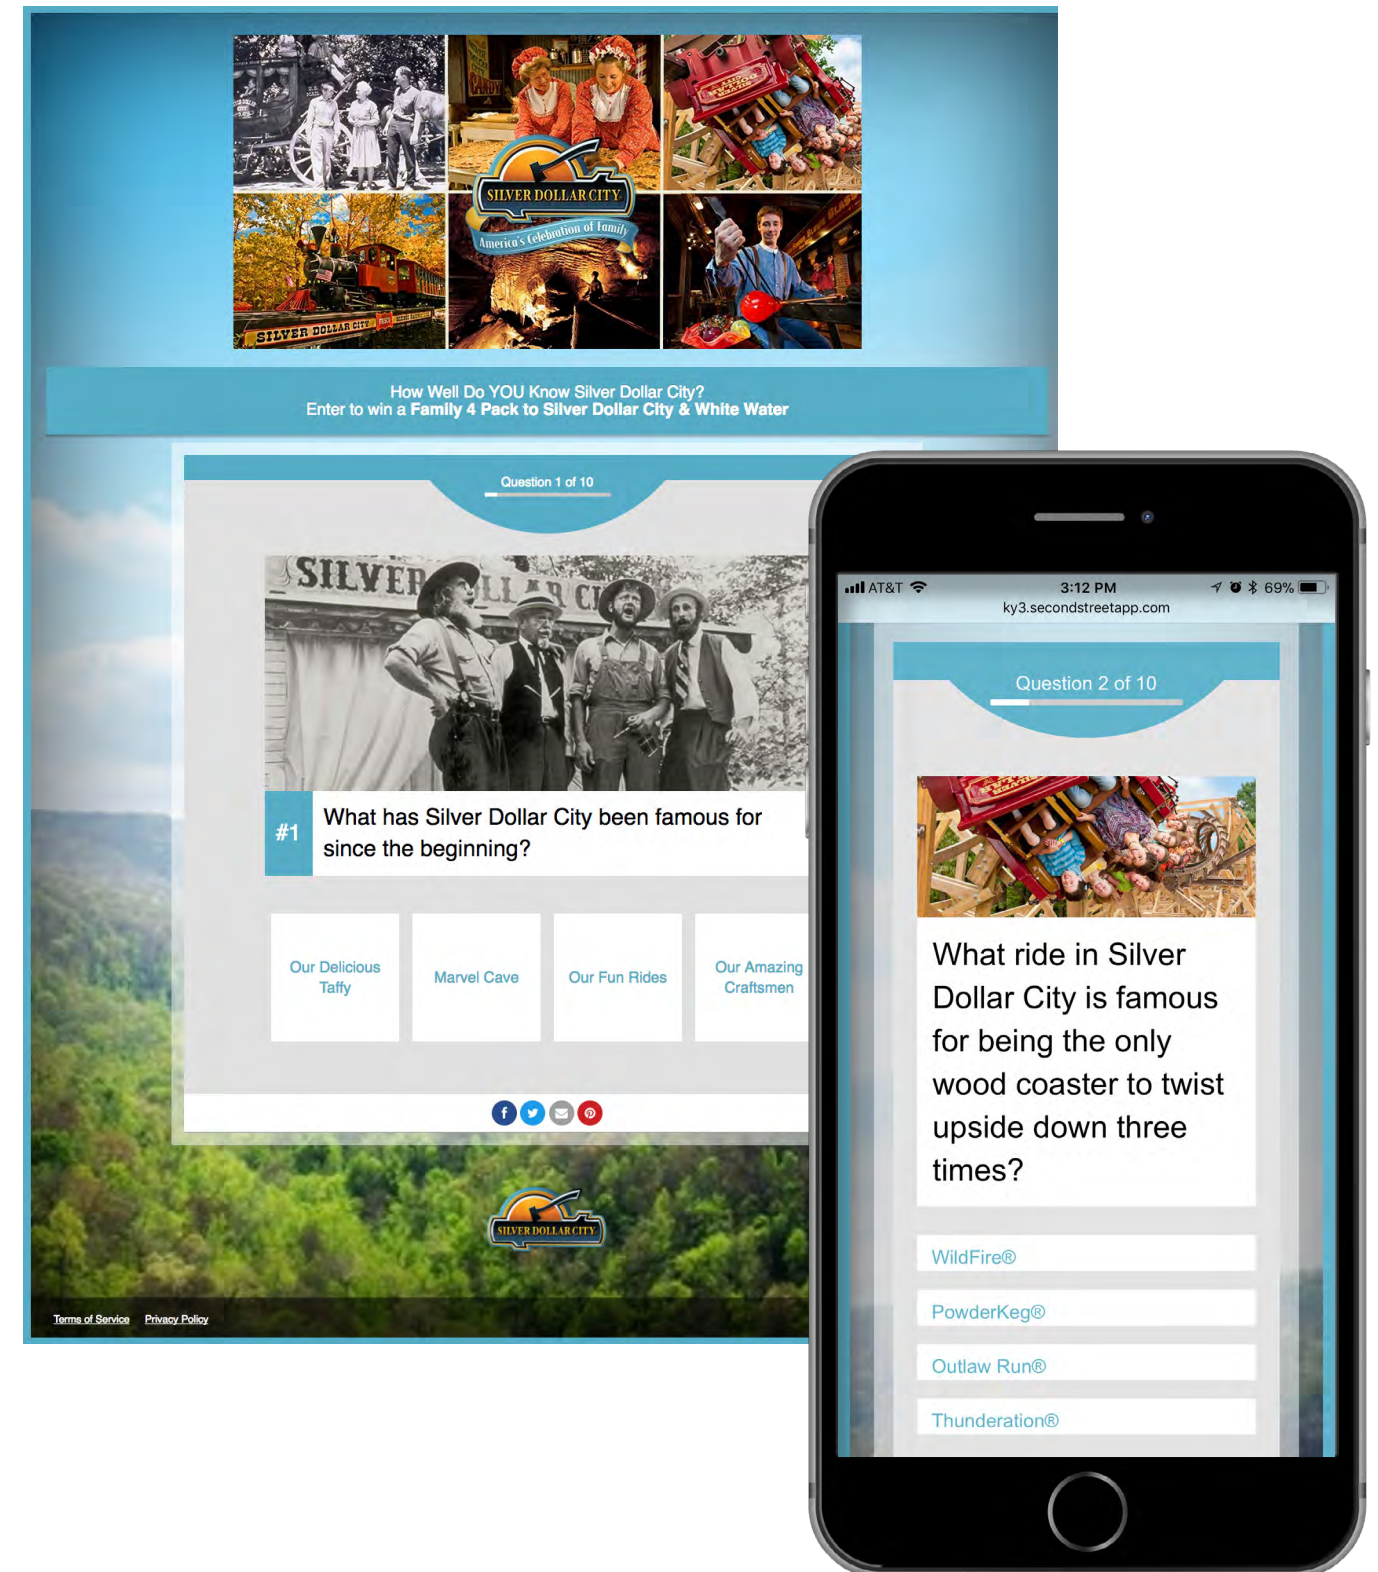 SILVER DOLLAR CITY
America's Celebration of Family
SILVER DOLLAR CITY
How Well Do YOU Know Silver Dollar City?
Enter to win a Family 4 Pack to Silver Dollar City & White Water
Question 1 of 10
SILVER DOLLAR CI
#1
What has Silver Dollar City been famous for
since the beginning?
Our Delicious
Taffy
Marvel Cave
Our Fun Rides
Our Amazing
Craftsmen
SILVER DOLLAR CITY
Terms of Service Privacy Policy
AT&T 3:12 PM 69%
ky3.secondstreetapp.com
Question 2 of 10
What ride in Silver
Dollar City is famous
for being the only
wood coaster to twist
upside down three
times?
WildFire®
PowderKeg®
Outlaw Run®
Thunderation®